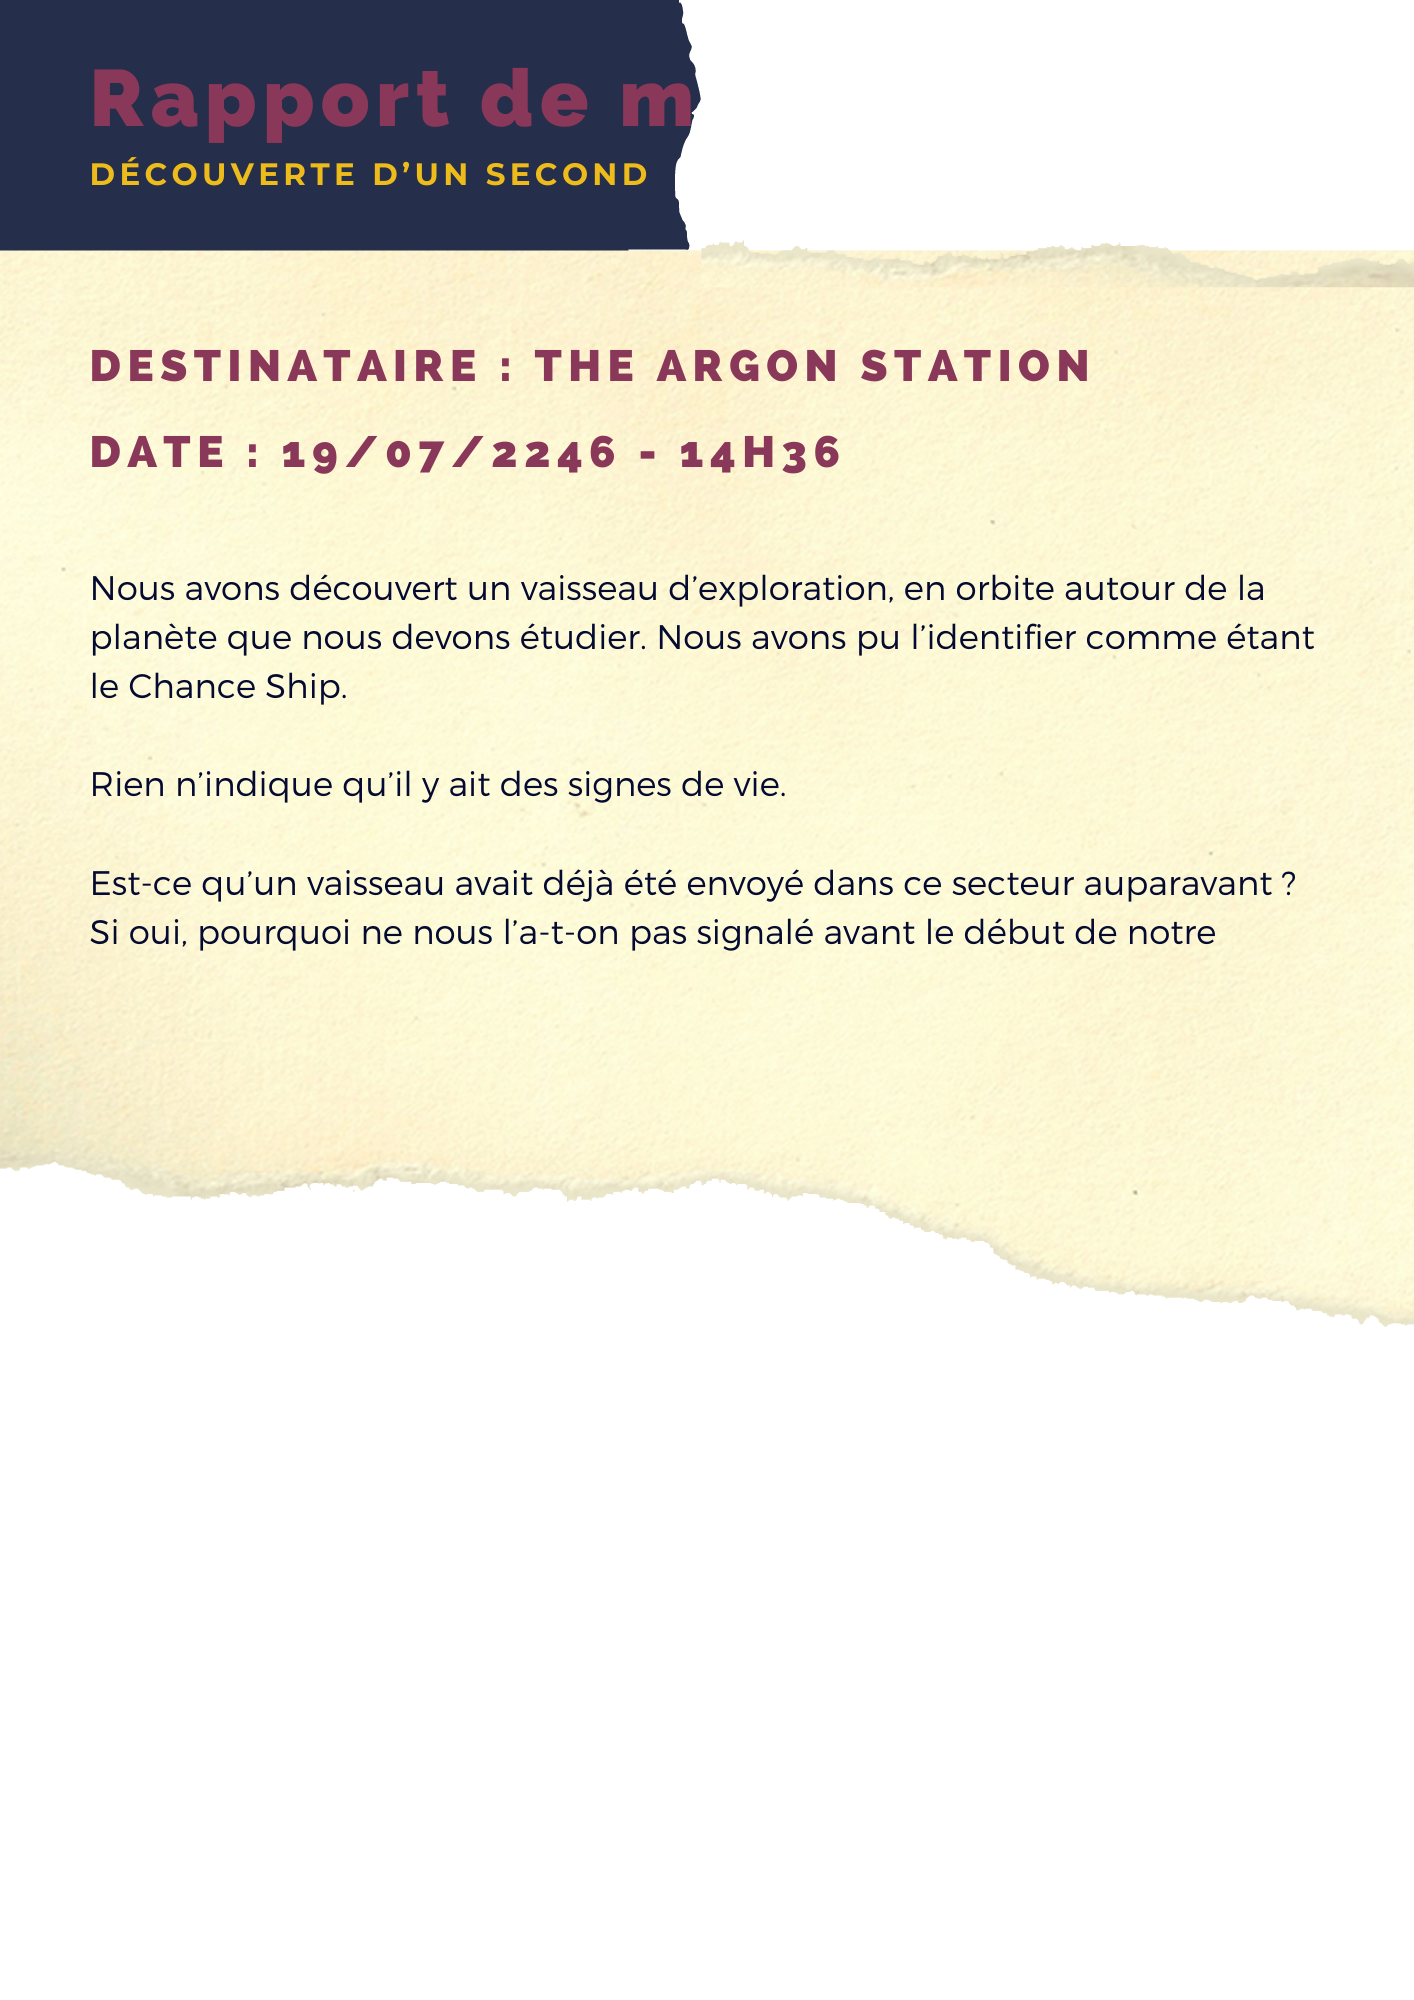 Rapport de m
DÉCOUVERTE D’UN SECOND
DESTINATAIRE : THE ARGON STATION
DATE : 19/07/2246 - 14H36
Nous avons découvert un vaisseau d’exploration, en orbite autour de la
planète que nous devons étudier. Nous avons pu l’identifier comme étant
le Chance Ship.
Rien n’indique qu’il y ait des signes de vie.
Est-ce qu’un vaisseau avait déjà été envoyé dans ce secteur auparavant ?
Si oui, pourquoi ne nous l’a-t-on pas signalé avant le début de notre